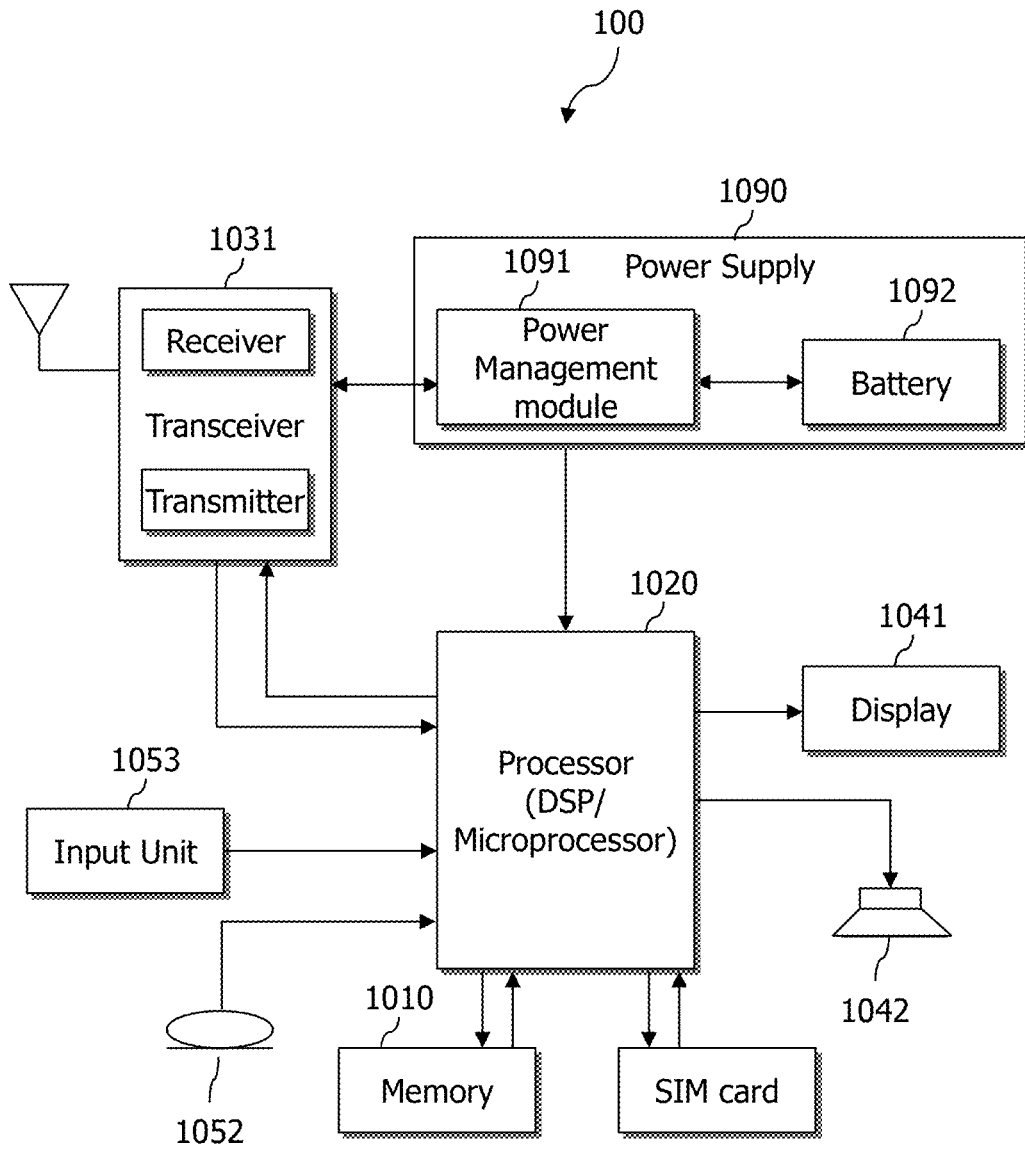 100
1090
1031
Power Supply
1091
1092
Receiver
Power
Management
module
Battery
Transceiver
Transmitter
1020
1041
Display
1053
Processor
(DSP/
Microprocessor)
Input Unit
1042
1010
Memory
SIM card
1052